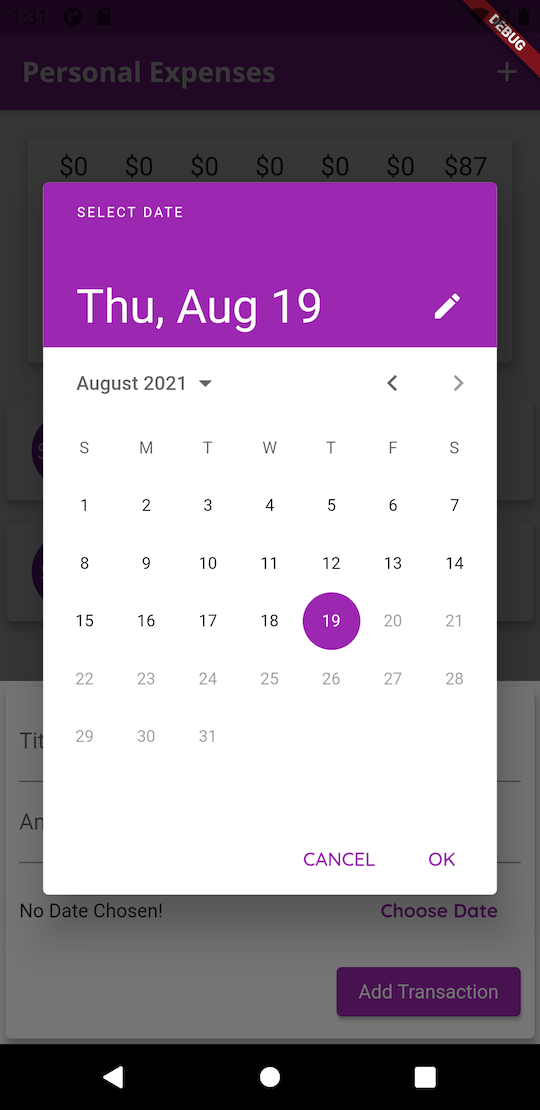 1:31
DEBUG
Personal Expenses
$0 $0 $0 $0 $0 $0 $87
SELECT DATE
Thu, Aug 19
August 2021
S M T W T F S
1 2 3 4 5 6 7
8 9 10 11 12 13 14
15 16 17 18 19 20 21
22 23 24 25 26 27 28
29 30 31
Tit
CANCEL OK
No Date Chosen! Choose Date
Add Transaction